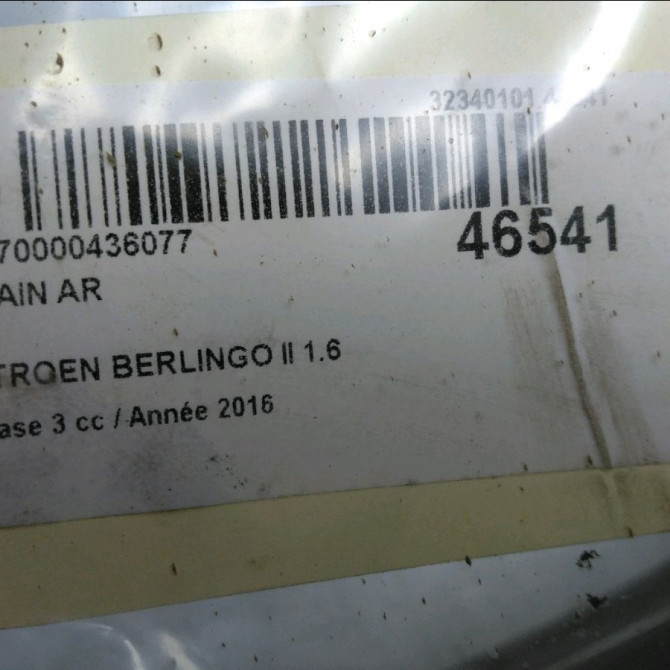 32340101
70000436077
46541
AIN AR
TROEN BERLINGO II 1.6
ase 3 cc / Année 2016